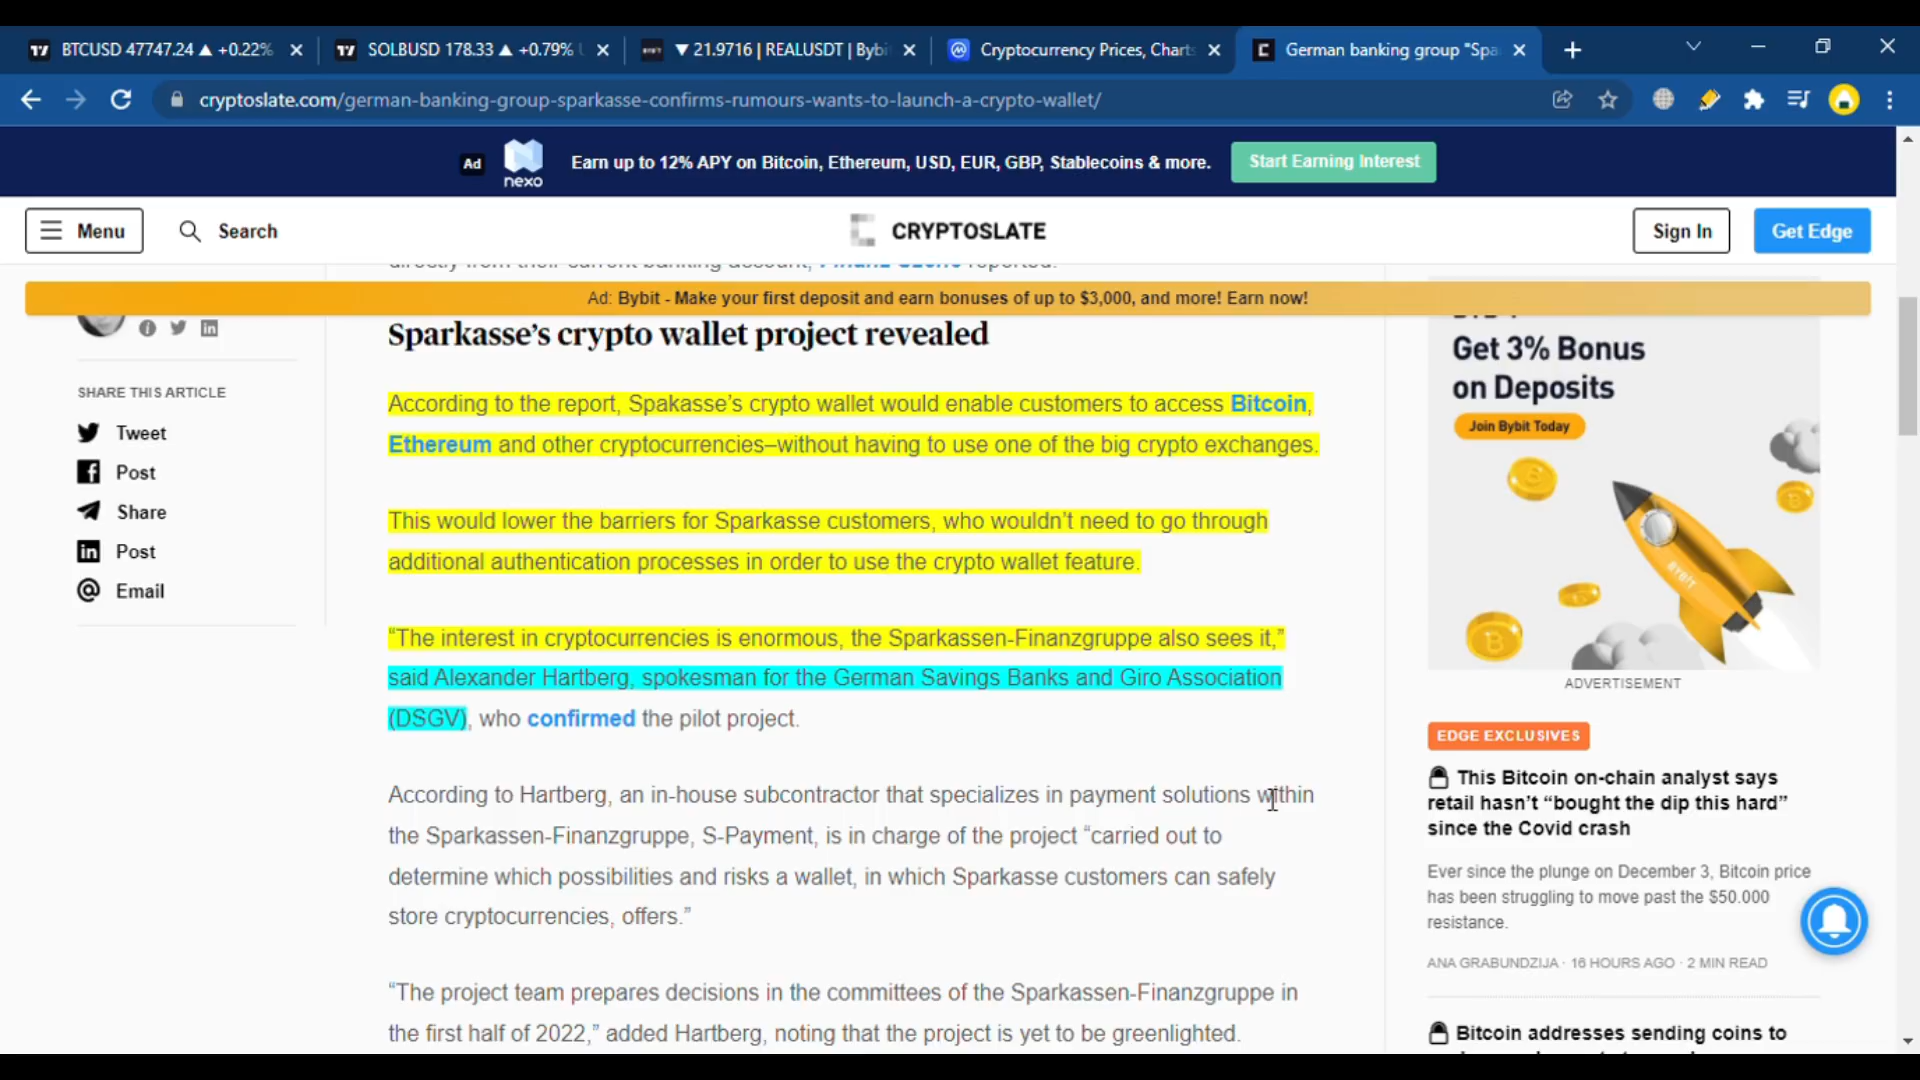 BTCUSD 47747.24 ▲ +0.22%
SOLBUSD 178.33 ▲ +0.79%
▼ 21.9716 | REALUSDT | Bybi
Cryptocurrency Prices, Charts
German banking group "Spa
cryptoslate.com/german-banking-group-sparkasse-confirms-rumours-wants-to-launch-a-crypto-wallet/
Ad
nexo
Earn up to 12% APY on Bitcoin, Ethereum, USD, EUR, GBP, Stablecoins & more.
Start Earning Interest
Menu
Search
CRYPTOSLATE
Sign In
Get Edge
directly from their current banking account, reported.
Ad: Bybit - Make your first deposit and earn bonuses of up to $3,000, and more! Earn now!
SHARE THIS ARTICLE
Tweet
Post
Share
Post
Email
Sparkasse’s crypto wallet project revealed
According to the report, Spakasse’s crypto wallet would enable customers to access Bitcoin,
Ethereum and other cryptocurrencies–without having to use one of the big crypto exchanges.
This would lower the barriers for Sparkasse customers, who wouldn’t need to go through
additional authentication processes in order to use the crypto wallet feature.
“The interest in cryptocurrencies is enormous, the Sparkassen-Finanzgruppe also sees it,”
said Alexander Hartberg, spokesman for the German Savings Banks and Giro Association
(DSGV), who confirmed the pilot project.
According to Hartberg, an in-house subcontractor that specializes in payment solutions within
the Sparkassen-Finanzgruppe, S-Payment, is in charge of the project “carried out to
determine which possibilities and risks a wallet, in which Sparkasse customers can safely
store cryptocurrencies, offers.”
“The project team prepares decisions in the committees of the Sparkassen-Finanzgruppe in
the first half of 2022,” added Hartberg, noting that the project is yet to be greenlighted.
Get 3% Bonus
on Deposits
Join Bybit Today
BYBIT
ADVERTISEMENT
EDGE EXCLUSIVES
This Bitcoin on-chain analyst says
retail hasn’t “bought the dip this hard”
since the Covid crash
Ever since the plunge on December 3, Bitcoin price
has been struggling to move past the $50.000
resistance.
ANA GRABUNDZIJA · 16 HOURS AGO · 2 MIN READ
Bitcoin addresses sending coins to